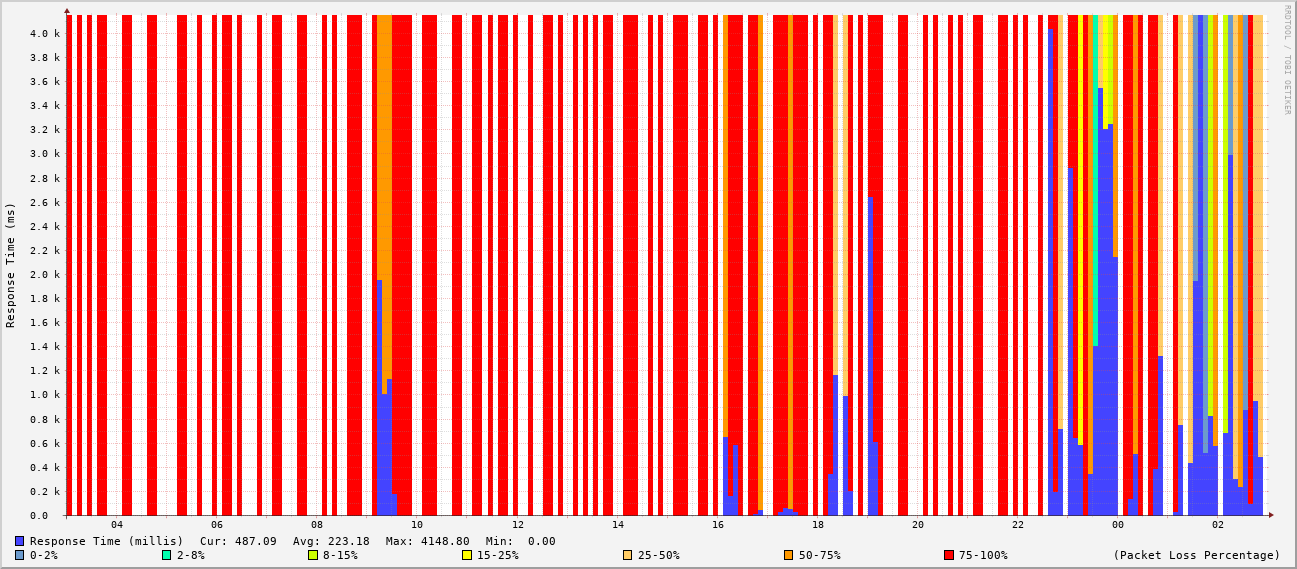 RRDTOOL / TOBI OETIKER
Response Time (ms)
4.0 k
3.8 k
3.6 k
3.4 k
3.2 k
3.0 k
2.8 k
2.6 k
2.4 k
2.2 k
2.0 k
1.8 k
1.6 k
1.4 k
1.2 k
1.0 k
0.8 k
0.6 k
0.4 k
0.2 k
0.0
04 06 08 10 12 14 16 18 20 22 00 02
Response Time (millis) Cur: 487.09 Avg: 223.18 Max: 4148.80 Min: 0.00
0-2% 2-8% 8-15% 15-25% 25-50% 50-75% 75-100% (Packet Loss Percentage)